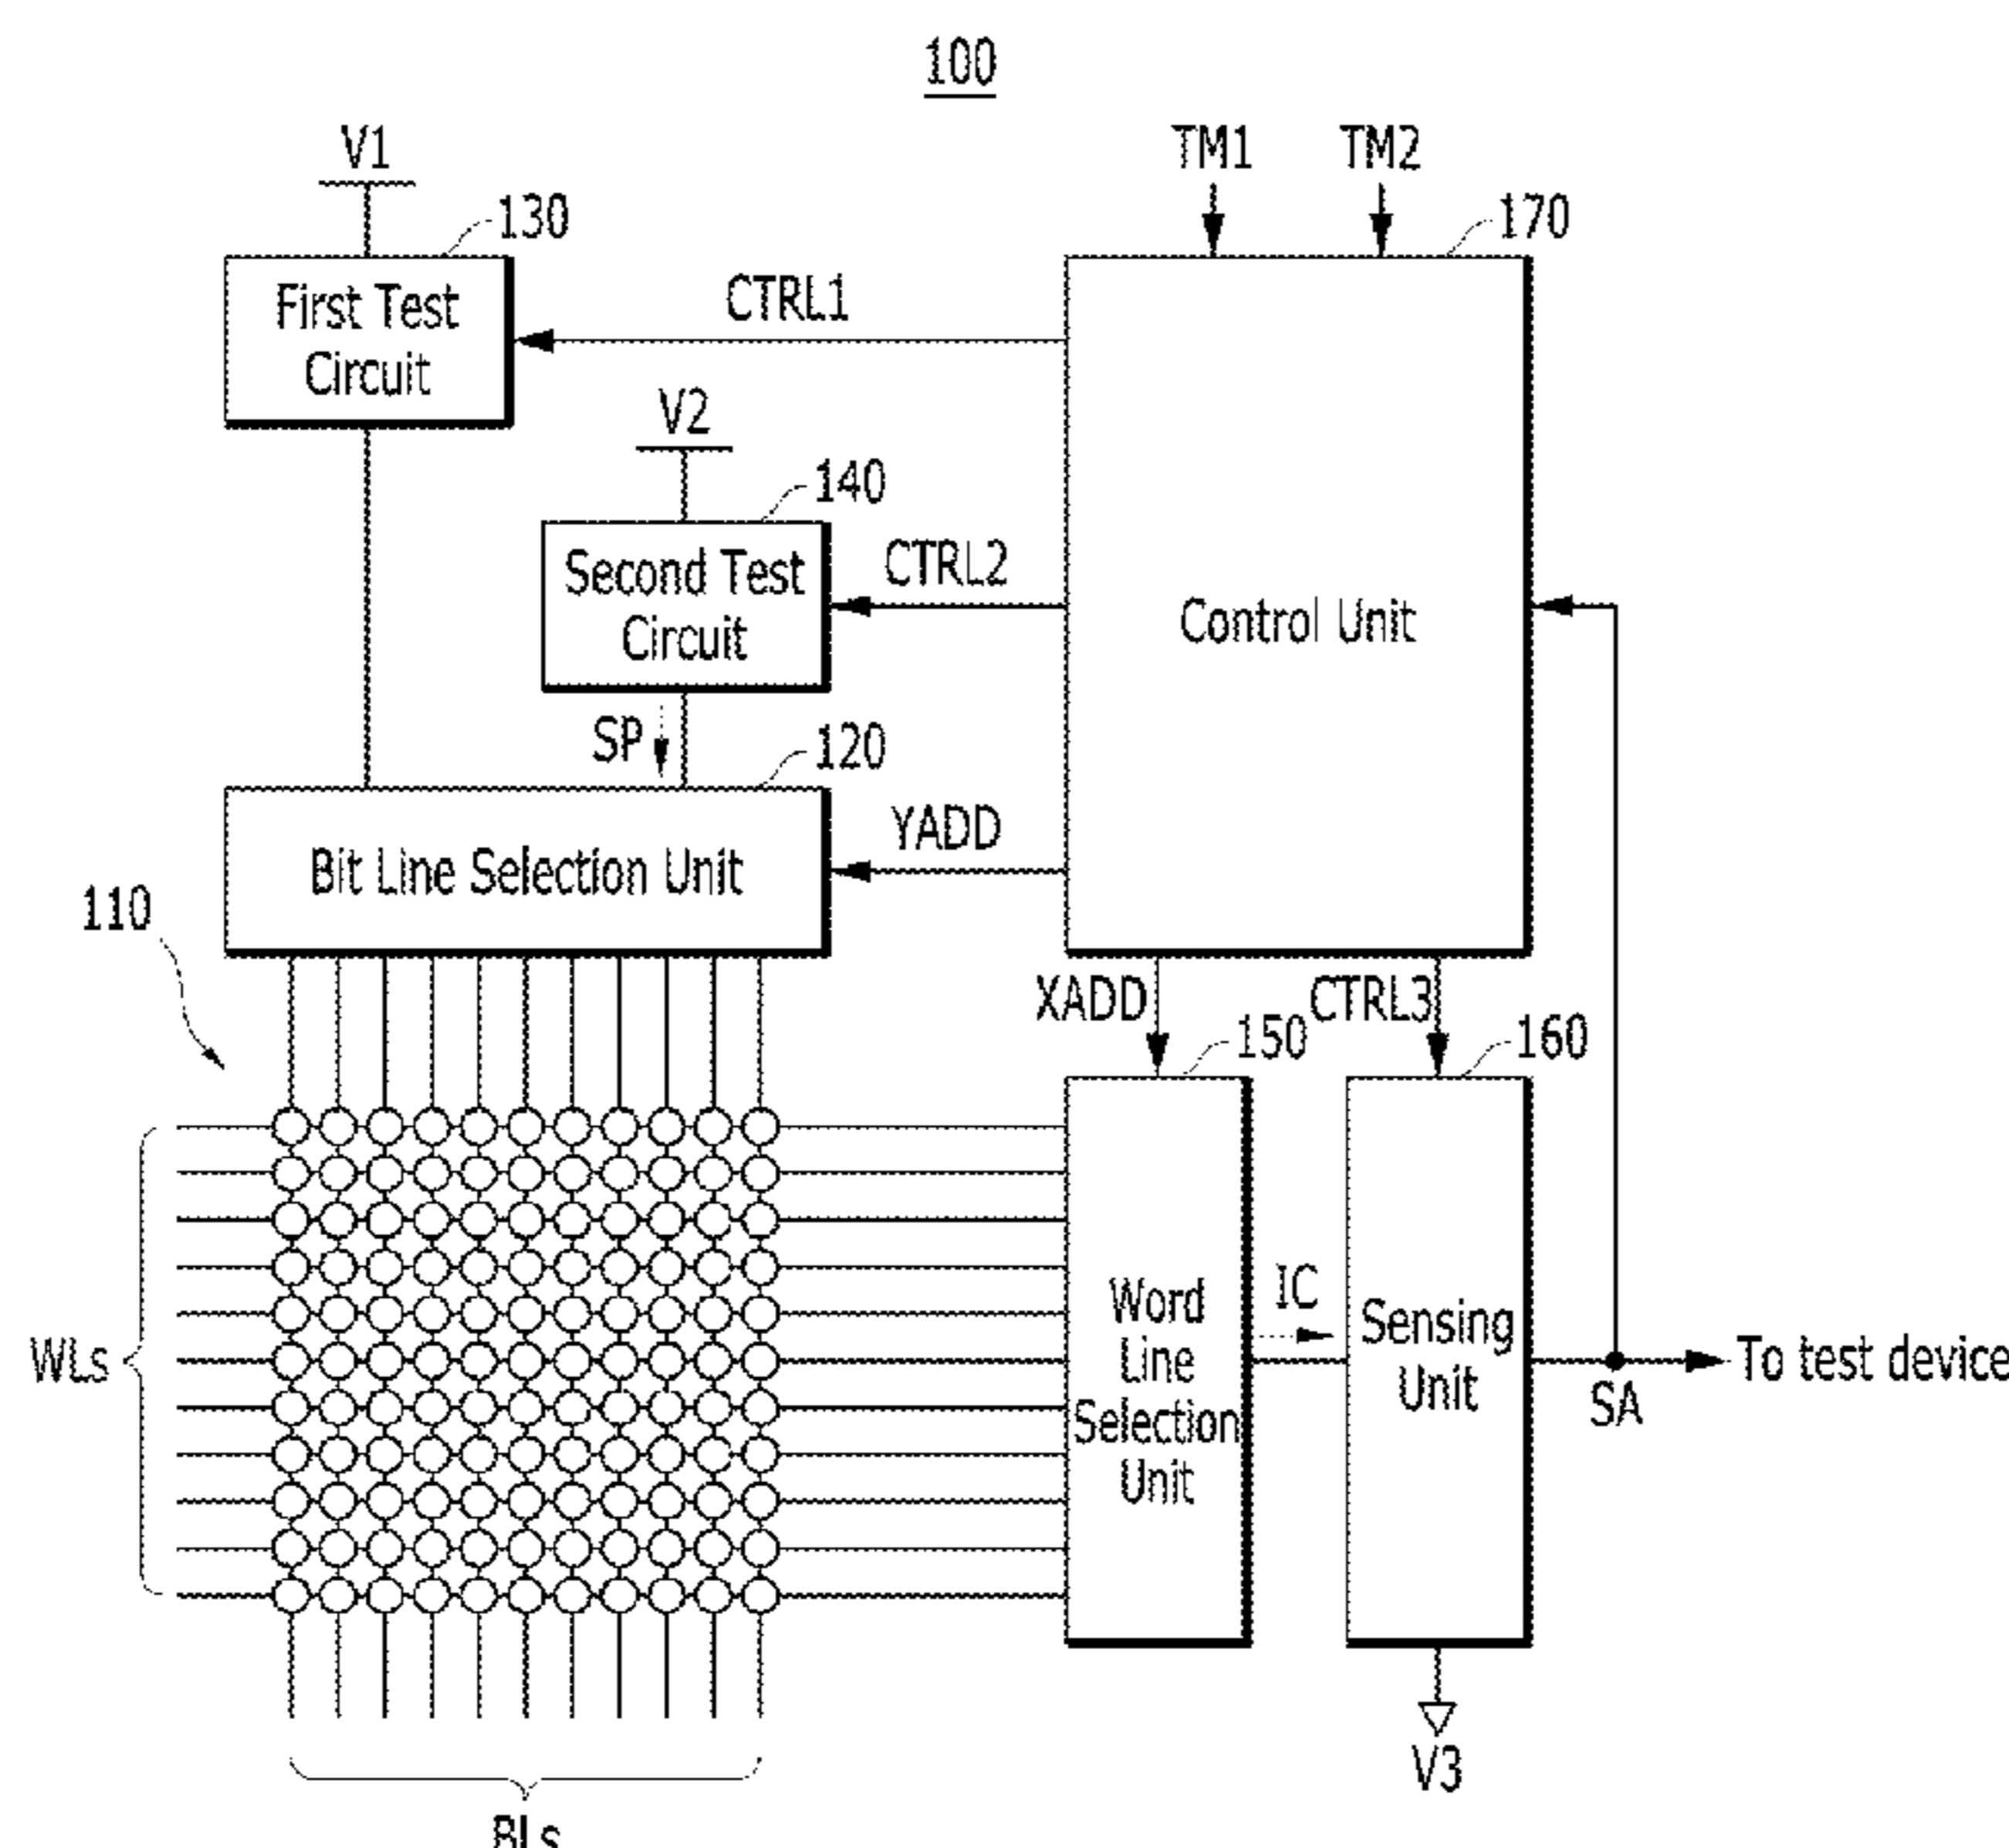 100
V1
TM1
TM2
130
170
First Test
Circuit
CTRL1
V2
140
Second Test
Circuit
CTRL2
Control Unit
SP
120
Bit Line Selection Unit
YADD
110
XADD
CTRL3
150
160
WLs
Word
Line
Selection
Unit
IC
Sensing
Unit
SA
To test device
V3
BLs